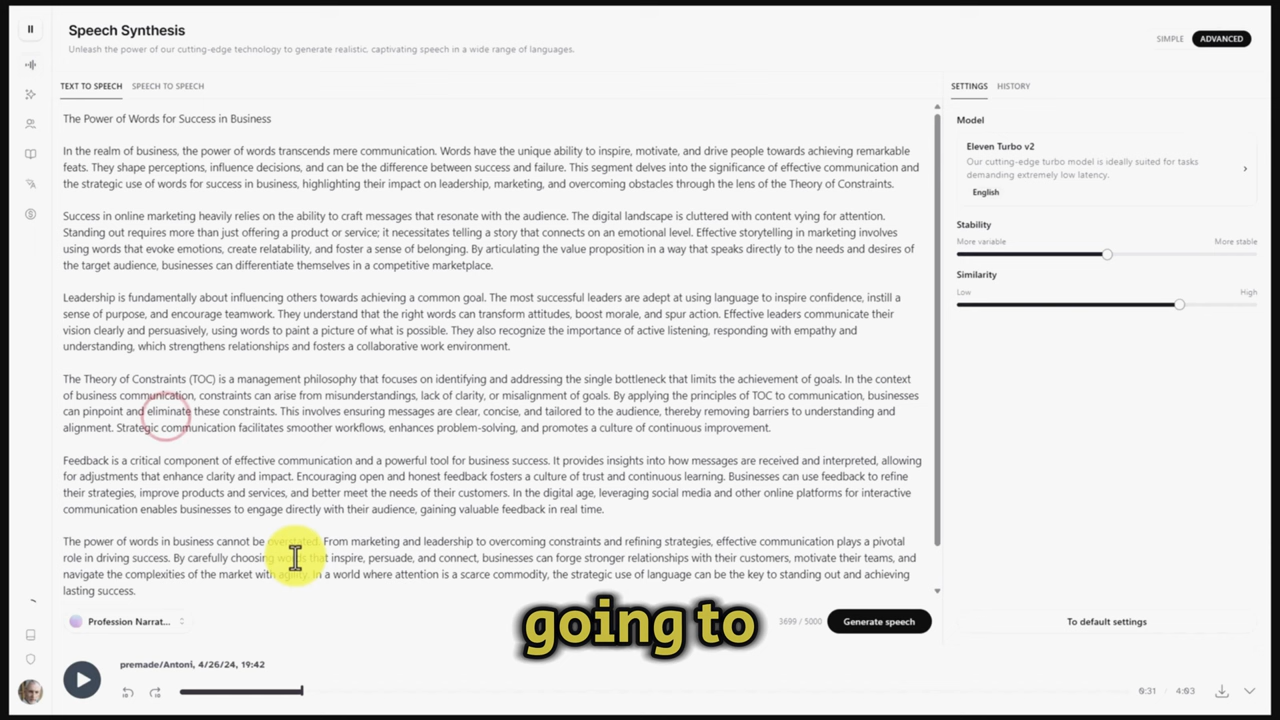 Speech Synthesis
Unleash the power of our cutting-edge technology to generate realistic, captivating speech in a wide range of languages.
SIMPLE
ADVANCED
TEXT TO SPEECH
SPEECH TO SPEECH
The Power of Words for Success in Business
In the realm of business, the power of words transcends mere communication. Words have the unique ability to inspire, motivate, and drive people towards achieving remarkable
feats. They shape perceptions, influence decisions, and can be the difference between success and failure. This segment delves into the significance of effective communication and
the strategic use of words for success in business, highlighting their impact on leadership, marketing, and overcoming obstacles through the lens of the Theory of Constraints.
Success in online marketing heavily relies on the ability to craft messages that resonate with the audience. The digital landscape is cluttered with content vying for attention.
Standing out requires more than just offering a product or service; it necessitates telling a story that connects on an emotional level. Effective storytelling in marketing involves
using words that evoke emotions, create relatability, and foster a sense of belonging. By articulating the value proposition in a way that speaks directly to the needs and desires of
the target audience, businesses can differentiate themselves in a competitive marketplace.
Leadership is fundamentally about influencing others towards achieving a common goal. The most successful leaders are adept at using language to inspire confidence, instill a
sense of purpose, and encourage teamwork. They understand that the right words can transform attitudes, boost morale, and spur action. Effective leaders communicate their
vision clearly and persuasively, using words to paint a picture of what is possible. They also recognize the importance of active listening, responding with empathy and
understanding, which strengthens relationships and fosters a collaborative work environment.
The Theory of Constraints (TOC) is a management philosophy that focuses on identifying and addressing the single bottleneck that limits the achievement of goals. In the context
of business communication, constraints can arise from misunderstandings, lack of clarity, or misalignment of goals. By applying the principles of TOC to communication, businesses
can pinpoint and eliminate these constraints. This involves ensuring messages are clear, concise, and tailored to the audience, thereby removing barriers to understanding and
alignment. Strategic communication facilitates smoother workflows, enhances problem-solving, and promotes a culture of continuous improvement.
Feedback is a critical component of effective communication and a powerful tool for business success. It provides insights into how messages are received and interpreted, allowing
for adjustments that enhance clarity and impact. Encouraging open and honest feedback fosters a culture of trust and continuous learning. Businesses can use feedback to refine
their strategies, improve products and services, and better meet the needs of their customers. In the digital age, leveraging social media and other online platforms for interactive
communication enables businesses to engage directly with their audience, gaining valuable feedback in real time.
The power of words in business cannot be overstated. From marketing and leadership to overcoming constraints and refining strategies, effective communication plays a pivotal
role in driving success. By carefully choosing words that inspire, persuade, and connect, businesses can forge stronger relationships with their customers, motivate their teams, and
navigate the complexities of the market with agility. In a world where attention is a scarce commodity, the strategic use of language can be the key to standing out and achieving
lasting success.
SETTINGS
HISTORY
Model
Eleven Turbo v2
Our cutting-edge turbo model is ideally suited for tasks
demanding extremely low latency.
English
Stability
More variable
More stable
Similarity
Low
High
Profession Narrat...
3699 / 5000
Generate speech
To default settings
going to
premade/Antoni, 4/26/24, 19:42
10
10
0:31 / 4:03